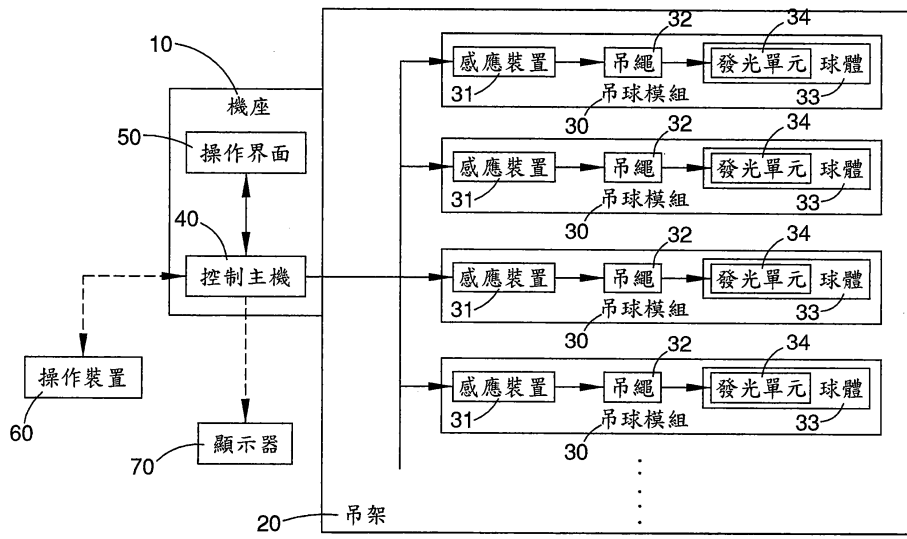 10
機座
50
操作界面
40
控制主機
操作裝置
60
顯示器
70
20
吊架
32
34
感應裝置
吊繩
發光單元
球體
31
30
吊球模組
33
32
34
感應裝置
吊繩
發光單元
球體
31
30
吊球模組
33
32
34
感應裝置
吊繩
發光單元
球體
31
30
吊球模組
33
32
34
感應裝置
吊繩
發光單元
球體
31
30
吊球模組
33